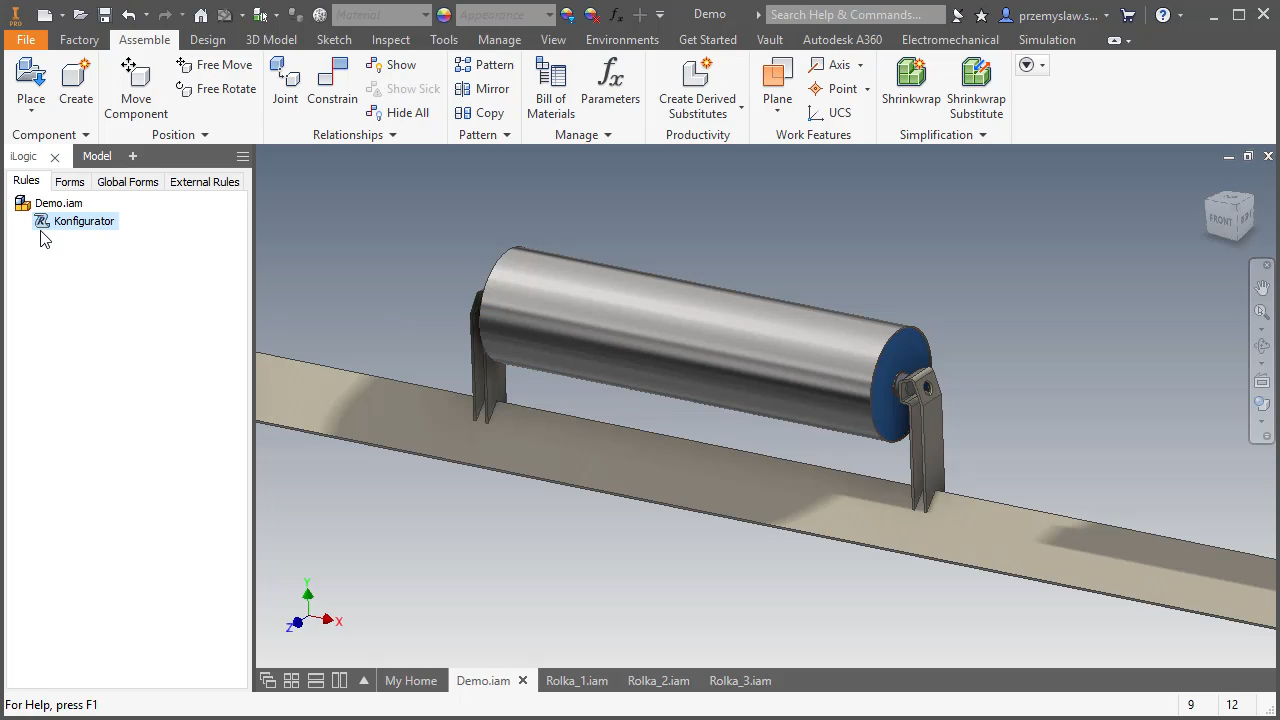 PRO
Material
Appearance
Demo
Search Help & Commands...
przemyslaw.s...
File Factory Assemble Design 3D Model Sketch Inspect Tools Manage View Environments Get Started Vault Autodesk A360 Electromechanical Simulation
Place Create Move Component Free Move Free Rotate Joint Constrain Show Show Sick Hide All Pattern Mirror Copy Bill of Materials Parameters Create Derived Substitutes Plane Axis Point UCS Shrinkwrap Shrinkwrap Substitute
Component Position Relationships Pattern Manage Productivity Work Features Simplification
iLogic Model
Rules Forms Global Forms External Rules
Demo.iam
Konfigurator
FRONT
Y
X
Z
My Home Demo.iam Rolka_1.iam Rolka_2.iam Rolka_3.iam
For Help, press F1 9 12